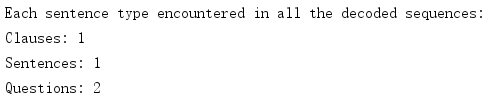 Each sentence type encountered in all the decoded sequences:
Clauses: 1
Sentences: 1
Questions: 2